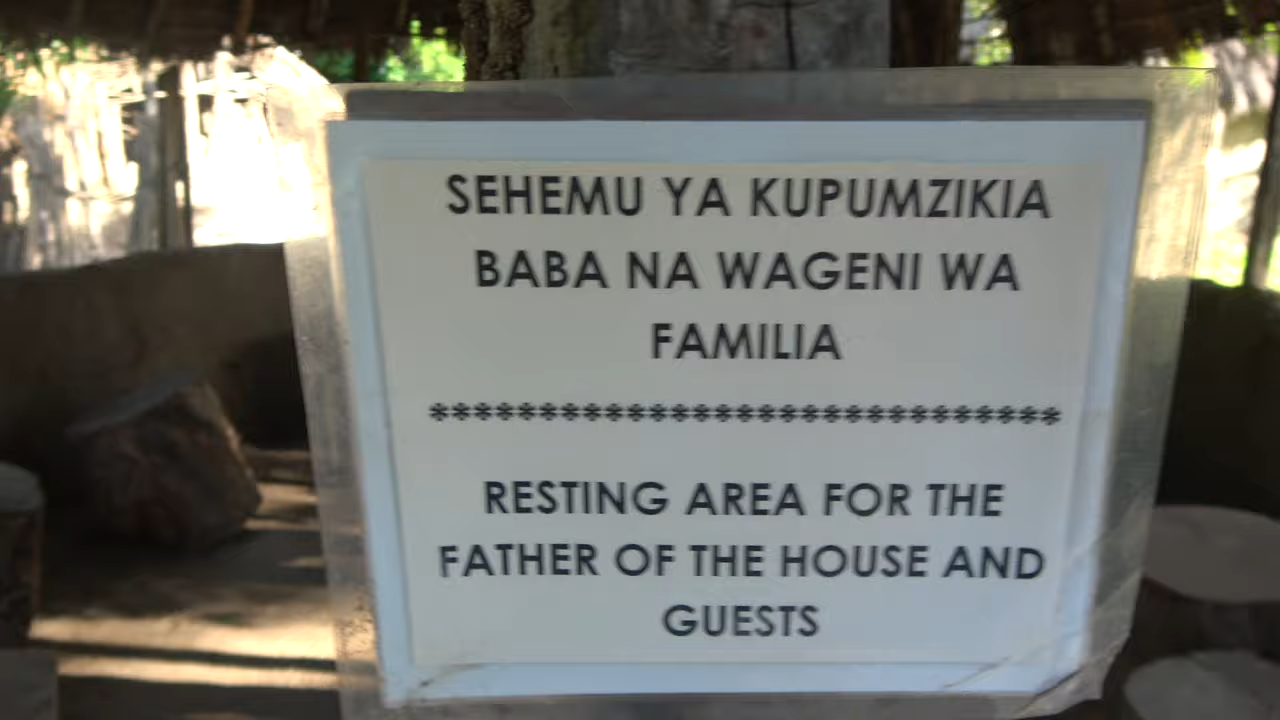 SEHEMU YA KUPUMZIKIA
BABA NA WAGENI WA
FAMILIA
*****************************
RESTING AREA FOR THE
FATHER OF THE HOUSE AND
GUESTS